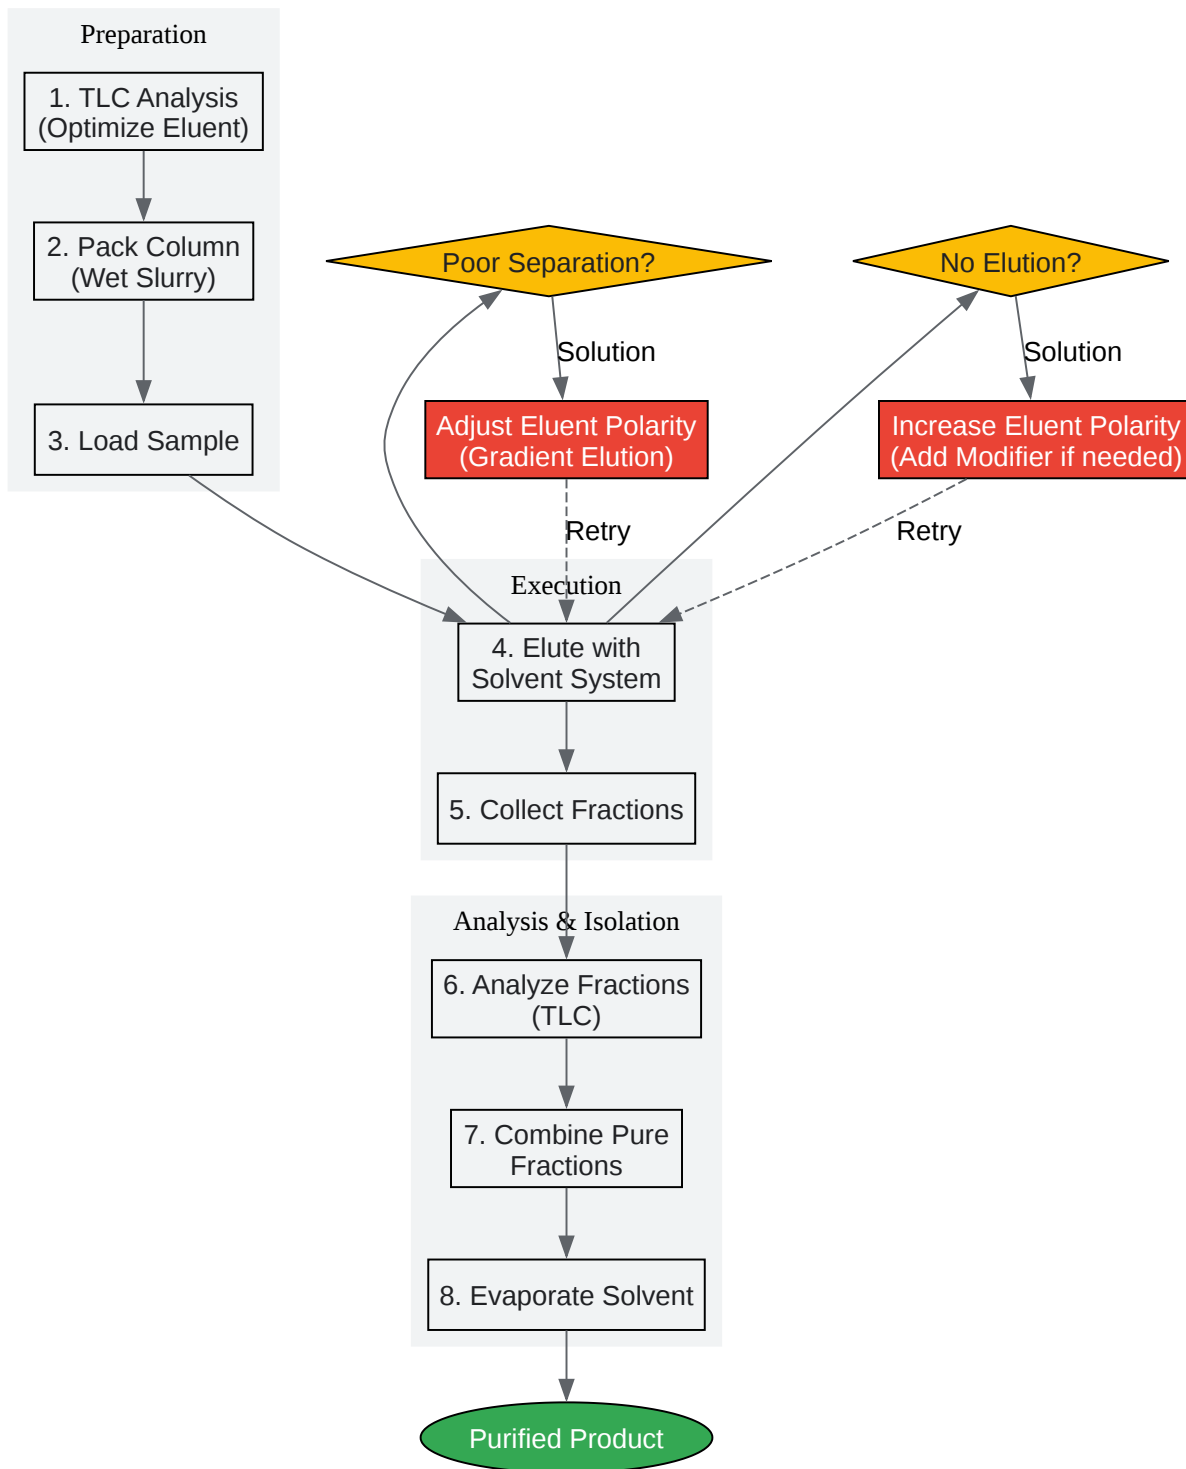 Preparation
1. TLC Analysis
(Optimize Eluent)
2. Pack Column
(Wet Slurry)
3. Load Sample
Poor Separation?
Solution
Adjust Eluent Polarity
(Gradient Elution)
Retry
No Elution?
Solution
Increase Eluent Polarity
(Add Modifier if needed)
Retry
Execution
4. Elute with
Solvent System
5. Collect Fractions
Analysis & Isolation
6. Analyze Fractions
(TLC)
7. Combine Pure
Fractions
8. Evaporate Solvent
Purified Product